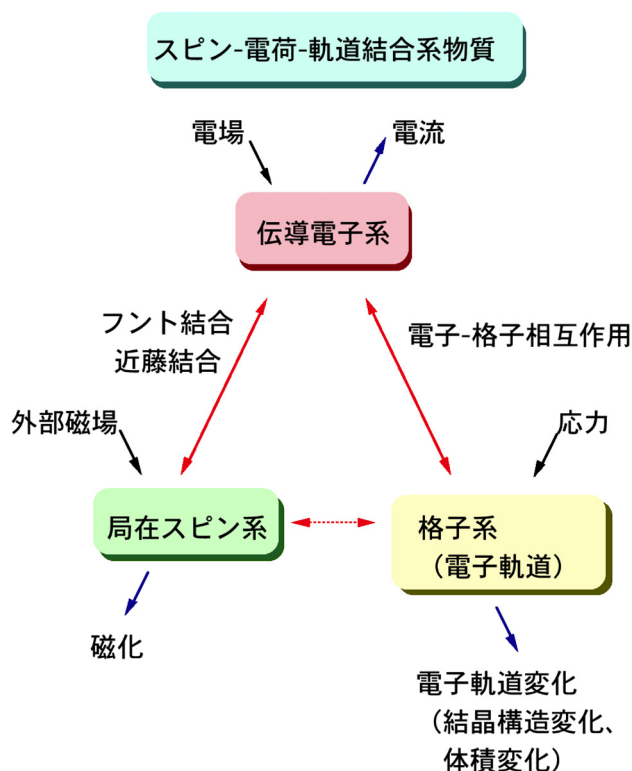 スピン-電荷-軌道結合系物質
電場
電流
伝導電子系
フント結合
近藤結合
電子-格子相互作用
外部磁場
応力
局在スピン系
格子系
（電子軌道）
磁化
電子軌道変化
（結晶構造変化、
体積変化）